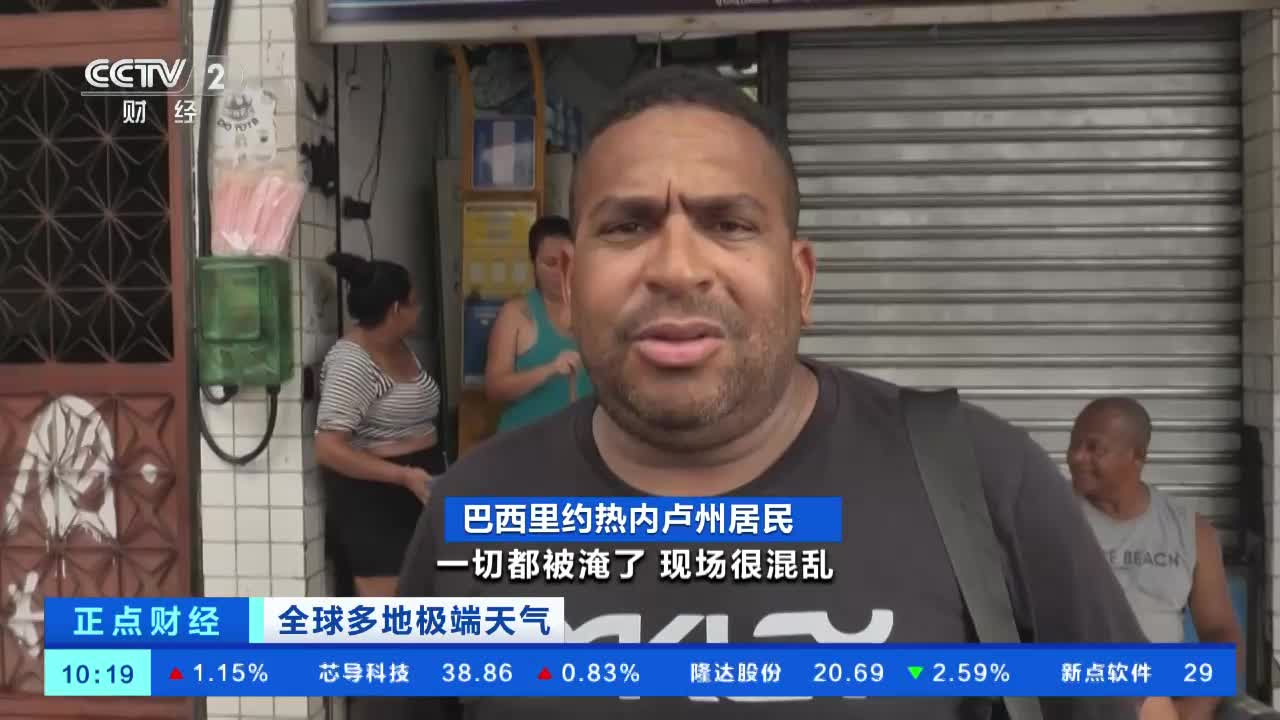 CCTV 2
财 经
巴西里约热内卢州居民
一切都被淹了 现场很混乱
正点财经 全球多地极端天气
10:19 ▲ 1.15% 芯导科技 38.86 ▲ 0.83% 隆达股份 20.69 ▼ 2.59% 新点软件 29
BEACH